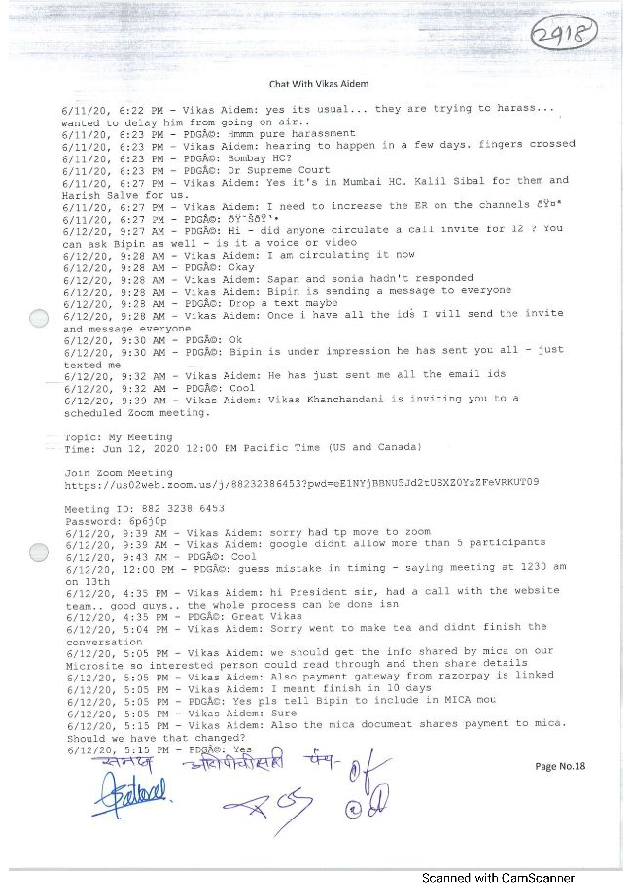 2918
Chat With Vikas Aidem
6/11/20, 6:22 PM - Vikas Aidem: yes its usual... they are trying to harass...
wanted to delay him from going on air..
6/11/20, 6:23 PM - PDGÃ©: Hmmm pure harassment
6/11/20, 6:23 PM - Vikas Aidem: hearing to happen in a few days. fingers crossed
6/11/20, 6:23 PM - PDGÃ©: Bombay HC?
6/11/20, 6:23 PM - PDGÃ©: Or Supreme Court
6/11/20, 6:27 PM - Vikas Aidem: Yes it's in Mumbai HC. Kalil Sibal for them and
Harish Salve for us.
6/11/20, 6:27 PM - Vikas Aidem: I need to increase the ER on the channels
6/11/20, 6:27 PM - PDGÃ©:
6/12/20, 9:27 AM - PDGÃ©: Hi - did anyone circulate a call invite for 12 ? You
can ask Bipin as well - is it a voice or video
6/12/20, 9:28 AM - Vikas Aidem: I am circulating it now
6/12/20, 9:28 AM - PDGÃ©: Okay
6/12/20, 9:28 AM - Vikas Aidem: Sapan and sonia hadn't responded
6/12/20, 9:28 AM - Vikas Aidem: Bipin is sending a message to everyone
6/12/20, 9:28 AM - PDGÃ©: Drop a text maybe
6/12/20, 9:28 AM - Vikas Aidem: Once i have all the ids I will send the invite
and message everyone
6/12/20, 9:30 AM - PDGÃ©: Ok
6/12/20, 9:30 AM - PDGÃ©: Bipin is under impression he has sent you all - just
texted me
6/12/20, 9:32 AM - Vikas Aidem: He has just sent me all the email ids
6/12/20, 9:32 AM - PDGÃ©: Cool
6/12/20, 9:39 AM - Vikas Aidem: Vikas Khanchandani is inviting you to a
scheduled Zoom meeting.
Topic: My Meeting
Time: Jun 12, 2020 12:00 PM Pacific Time (US and Canada)
Join Zoom Meeting
https://us02web.zoom.us/j/88232386453?pwd=eElNYjBBNU5Jd2tUSXZ0YzZFeVRKUT09
Meeting ID: 882 3238 6453
Password: 6p6j0p
6/12/20, 9:39 AM - Vikas Aidem: sorry had tp move to zoom
6/12/20, 9:39 AM - Vikas Aidem: google didnt allow more than 5 participants
6/12/20, 9:43 AM - PDGÃ©: Cool
6/12/20, 12:00 PM - PDGÃ©: guess mistake in timing - saying meeting at 1230 am
on 13th
6/12/20, 4:35 PM - Vikas Aidem: hi President sir, had a call with the website
team.. good guys.. the whole process can be done isn
6/12/20, 4:35 PM - PDGÃ©: Great Vikas
6/12/20, 5:04 PM - Vikas Aidem: Sorry went to make tea and didnt finish the
conversation
6/12/20, 5:05 PM - Vikas Aidem: we should get the info shared by mica on our
Microsite so interested person could read through and then share details
6/12/20, 5:05 PM - Vikas Aidem: Also payment gateway from razorpay is linked
6/12/20, 5:05 PM - Vikas Aidem: I meant finish in 10 days
6/12/20, 5:05 PM - PDGÃ©: Yes pls tell Bipin to include in MICA mou
6/12/20, 5:05 PM - Vikas Aidem: Sure
6/12/20, 5:15 PM - Vikas Aidem: Also the mica document shares payment to mica.
Should we have that changed?
6/12/20, 5:15 PM - PDGÃ©: Yes
समक्ष आरोपीची सही पंच-
Page No.18
Scanned with CamScanner